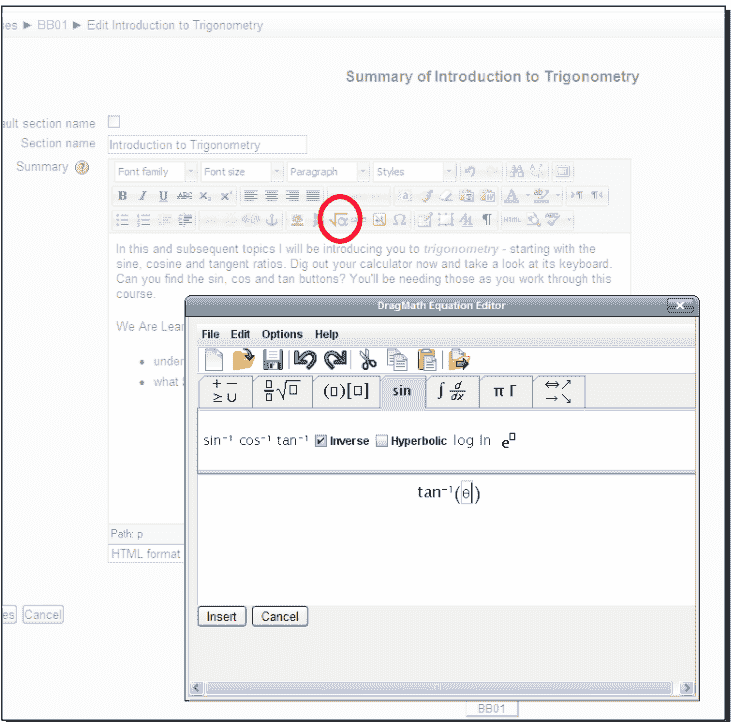 ses ► BB01 ► Edit Introduction to Trigonometry
Summary of Introduction to Trigonometry
ault section name
Section name Introduction to Trigonometry
Summary
Font family Font size Paragraph Styles
B I U ABC X₂ X²
HTML
In this and subsequent topics I will be introducing you to trigonometry - starting with the
sine, cosine and tangent ratios. Dig out your calculator now and take a look at its keyboard.
Can you find the sin, cos and tan buttons? You'll be needing those as you work through this
course.
We Are Lear
• under
• what
Path: p
HTML format
es Cancel
DragMath Equation Editor
File Edit Options Help
+ − ≥ ∪ √ (▯)[▯] sin ∫ d/dx π Γ ⇔ ↗ → ↘
sin⁻¹ cos⁻¹ tan⁻¹ Inverse Hyperbolic log ln e▯
tan⁻¹(θ)
Insert Cancel
BB01